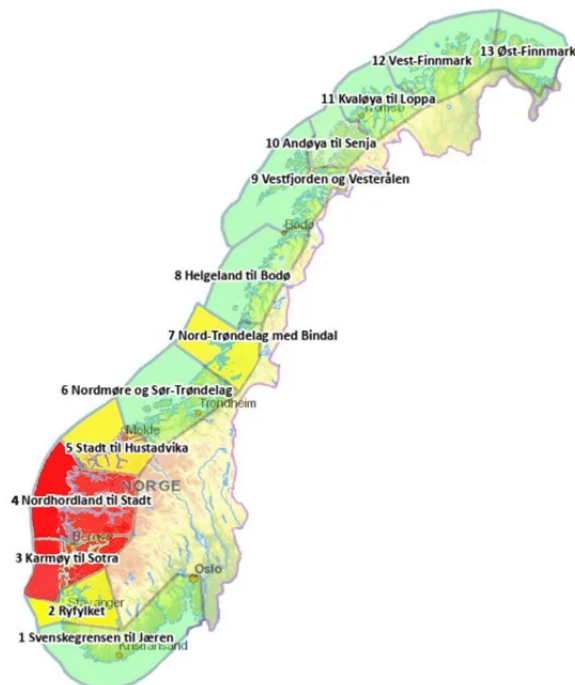 12 Vest-Finnmark
13 Øst-Finnmark
11 Kvaløya til Loppa
Tromsø
10 Andøya til Senja
9 Vestfjorden og Vesterålen
Bodø
8 Helgeland til Bodø
7 Nord-Trøndelag med Bindal
6 Nordmøre og Sør-Trøndelag
Trondheim
Molde
5 Stadt til Hustadvika
NORGE
4 Nordhordland til Stadt
Bergen
3 Karmøy til Sotra
Oslo
Stavanger
2 Ryfylket
1 Svenskegrensen til Jæren
Kristiansand